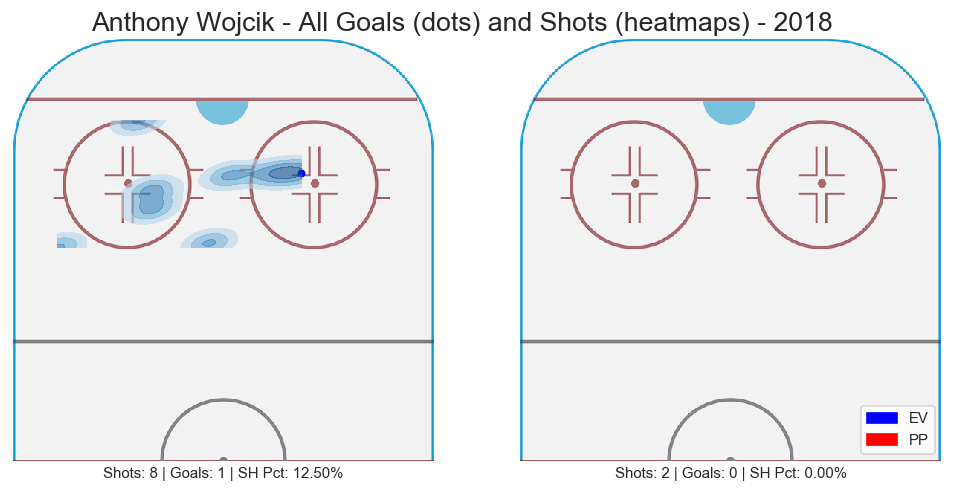 Anthony Wojcik - All Goals (dots) and Shots (heatmaps) - 2018
EV
PP
Shots: 8 | Goals: 1 | SH Pct: 12.50%
Shots: 2 | Goals: 0 | SH Pct: 0.00%